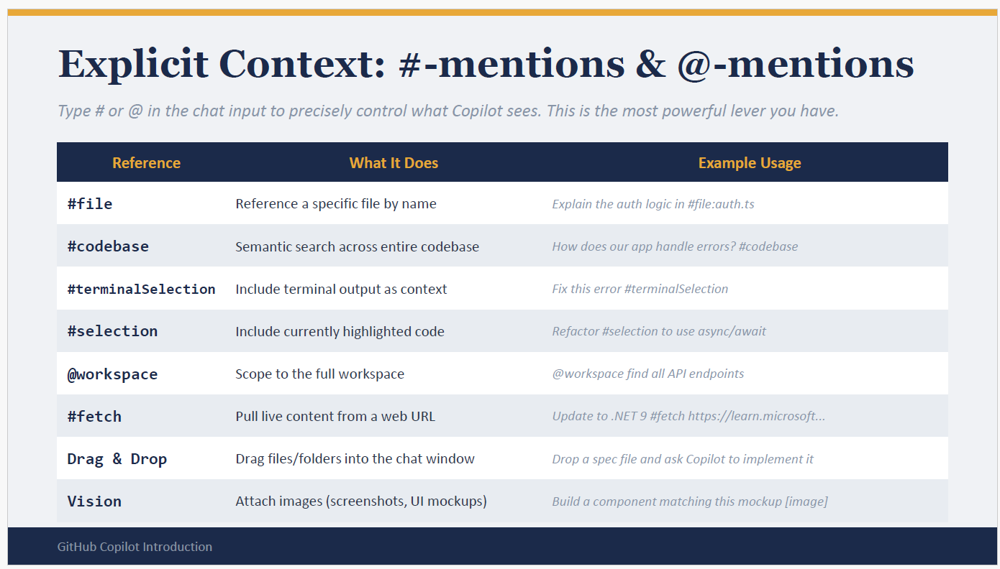 Explicit Context: #-mentions & @-mentions
Type # or @ in the chat input to precisely control what Copilot sees. This is the most powerful lever you have.
Reference What It Does Example Usage
#file Reference a specific file by name Explain the auth logic in #file:auth.ts
#codebase Semantic search across entire codebase How does our app handle errors? #codebase
#terminalSelection Include terminal output as context Fix this error #terminalSelection
#selection Include currently highlighted code Refactor #selection to use async/await
@workspace Scope to the full workspace @workspace find all API endpoints
#fetch Pull live content from a web URL Update to .NET 9 #fetch https://learn.microsoft...
Drag & Drop Drag files/folders into the chat window Drop a spec file and ask Copilot to implement it
Vision Attach images (screenshots, UI mockups) Build a component matching this mockup [image]
GitHub Copilot Introduction